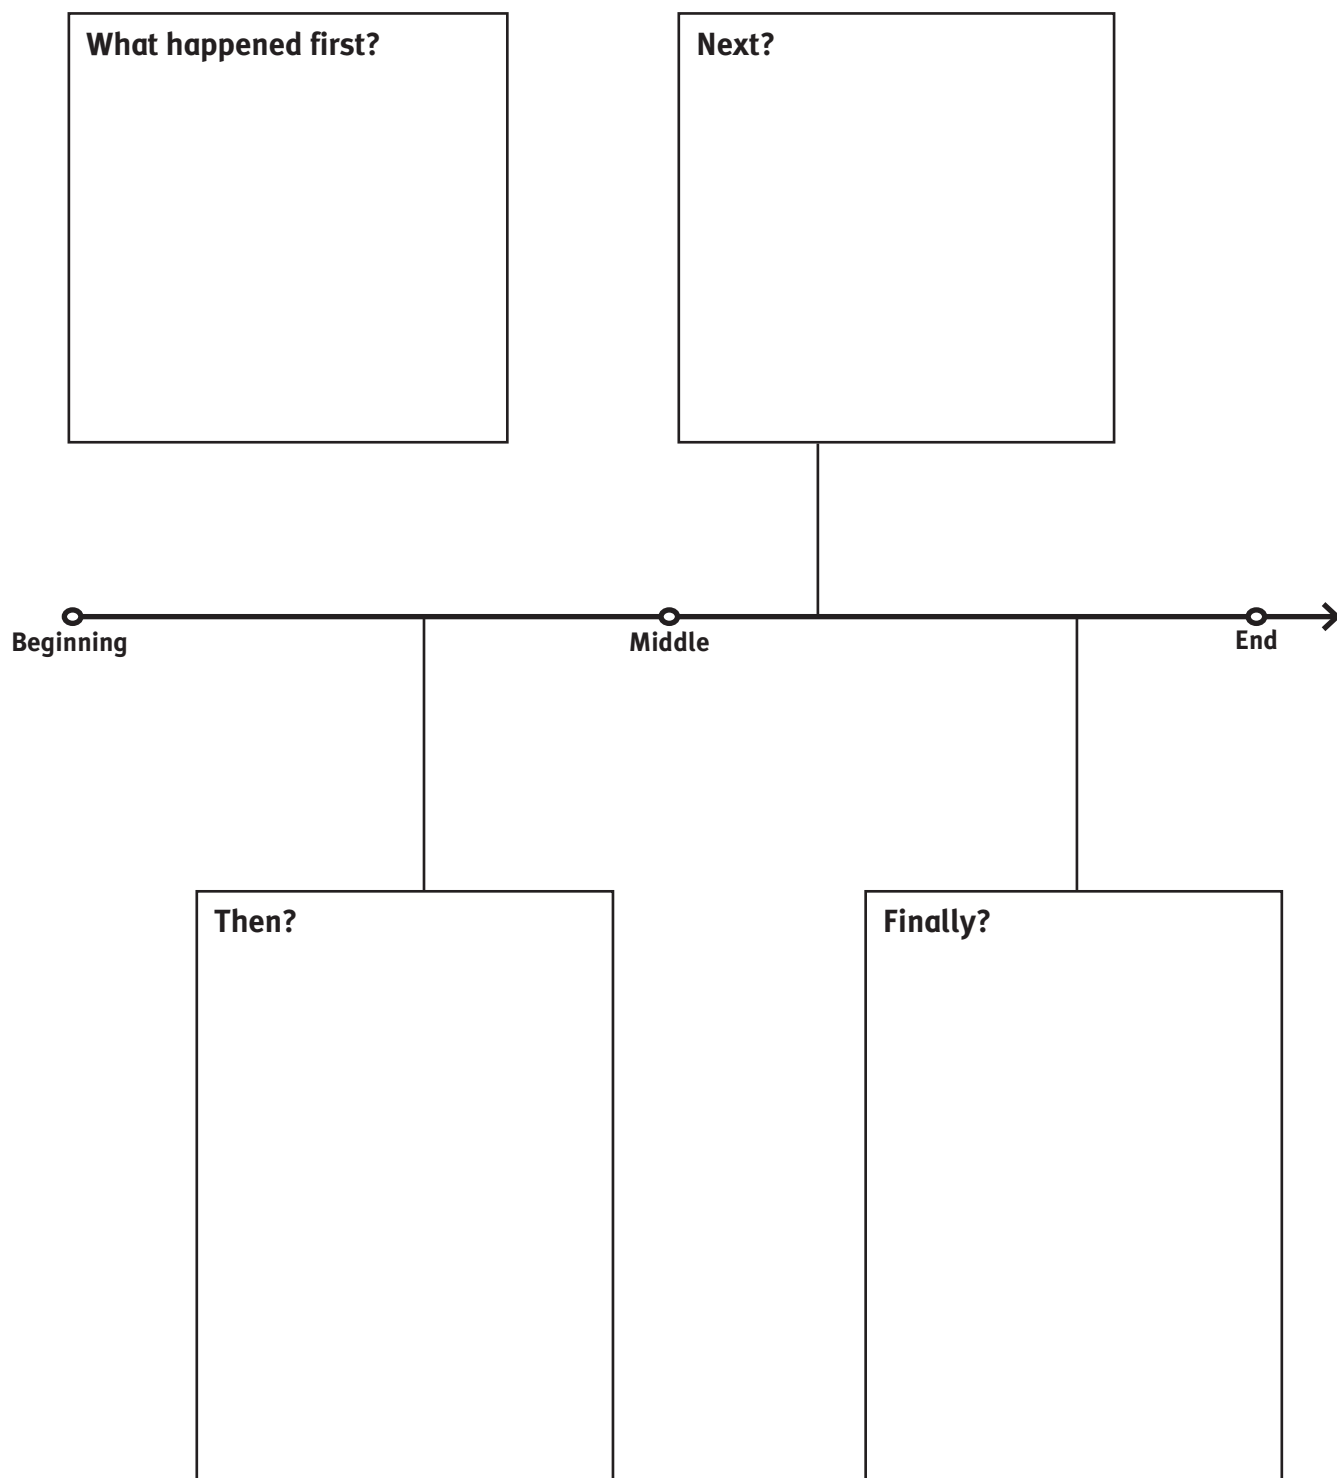 What happened first?
Next?
Beginning
Middle
End
Then?
Finally?